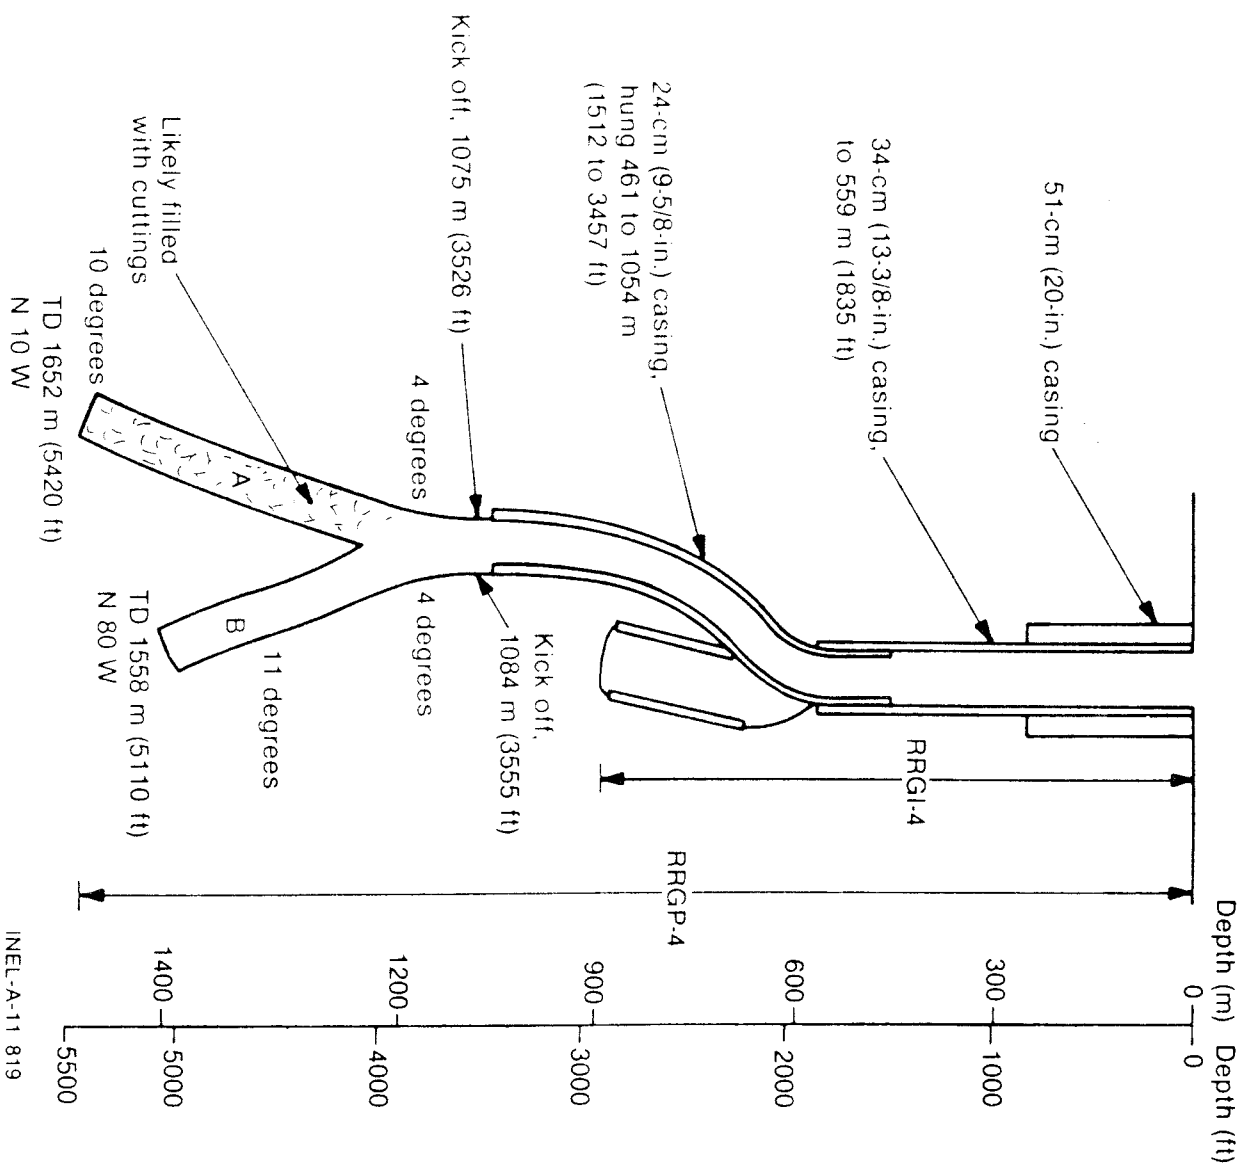 Depth (m)
Depth (ft)
0
0
300
1000
600
2000
900
3000
1200
4000
1400
5000
5500
51-cm (20-in.) casing
34-cm (13-3/8-in.) casing,
to 559 m (1835 ft)
24-cm (9-5/8-in.) casing,
hung 461 to 1054 m
(1512 to 3457 ft)
RRGI-4
RRGP-4
Kick off, 1075 m (3526 ft)
Kick off,
1084 m (3555 ft)
4 degrees
4 degrees
Likely filled
with cuttings
A
B
10 degrees
11 degrees
TD 1652 m (5420 ft)
N 10 W
TD 1558 m (5110 ft)
N 80 W
INEL-A-11 819